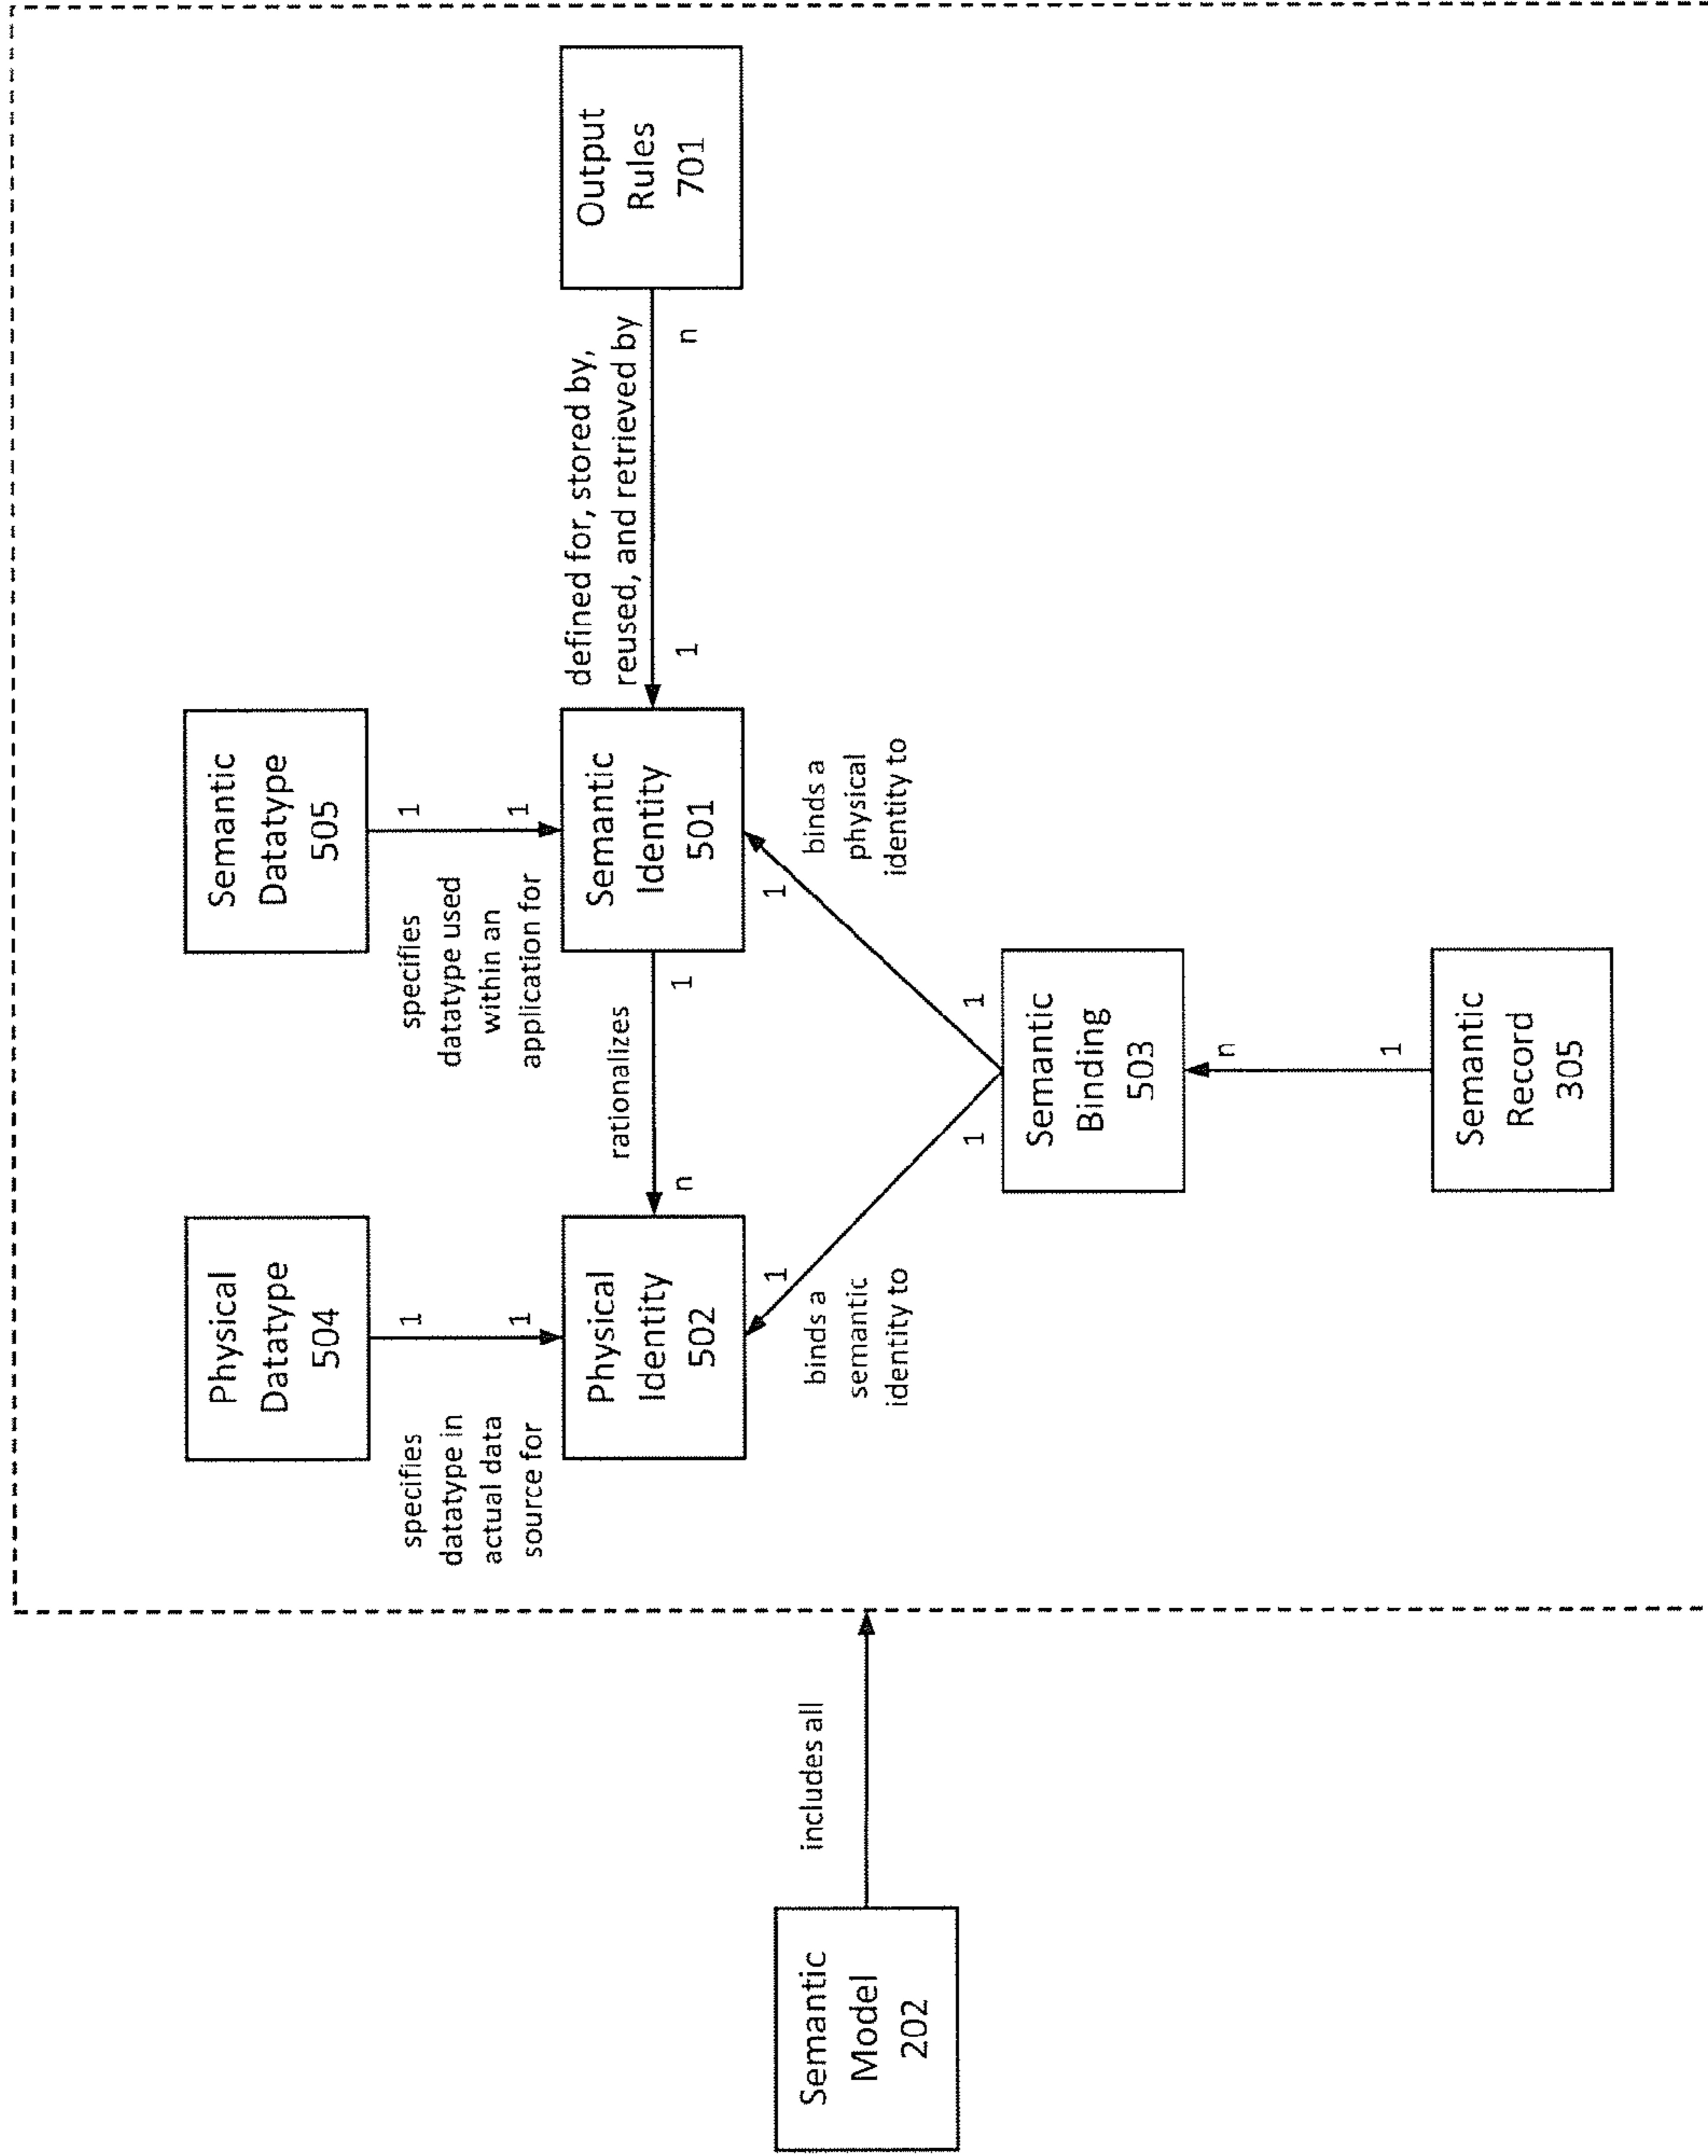 Semantic
Model
202
includes all
Physical
Datatype
504
specifies
datatype in
actual data
source for
1
1
Physical
Identity
502
Semantic
Datatype
505
specifies
datatype used
within an
application for
1
1
Semantic
Identity
501
rationalizes
n
1
Output
Rules
701
defined for, stored by,
reused, and retrieved by
1
n
binds a
semantic
identity to
1
1
binds a
physical
identity to
1
1
Semantic
Binding
503
n
1
Semantic
Record
305